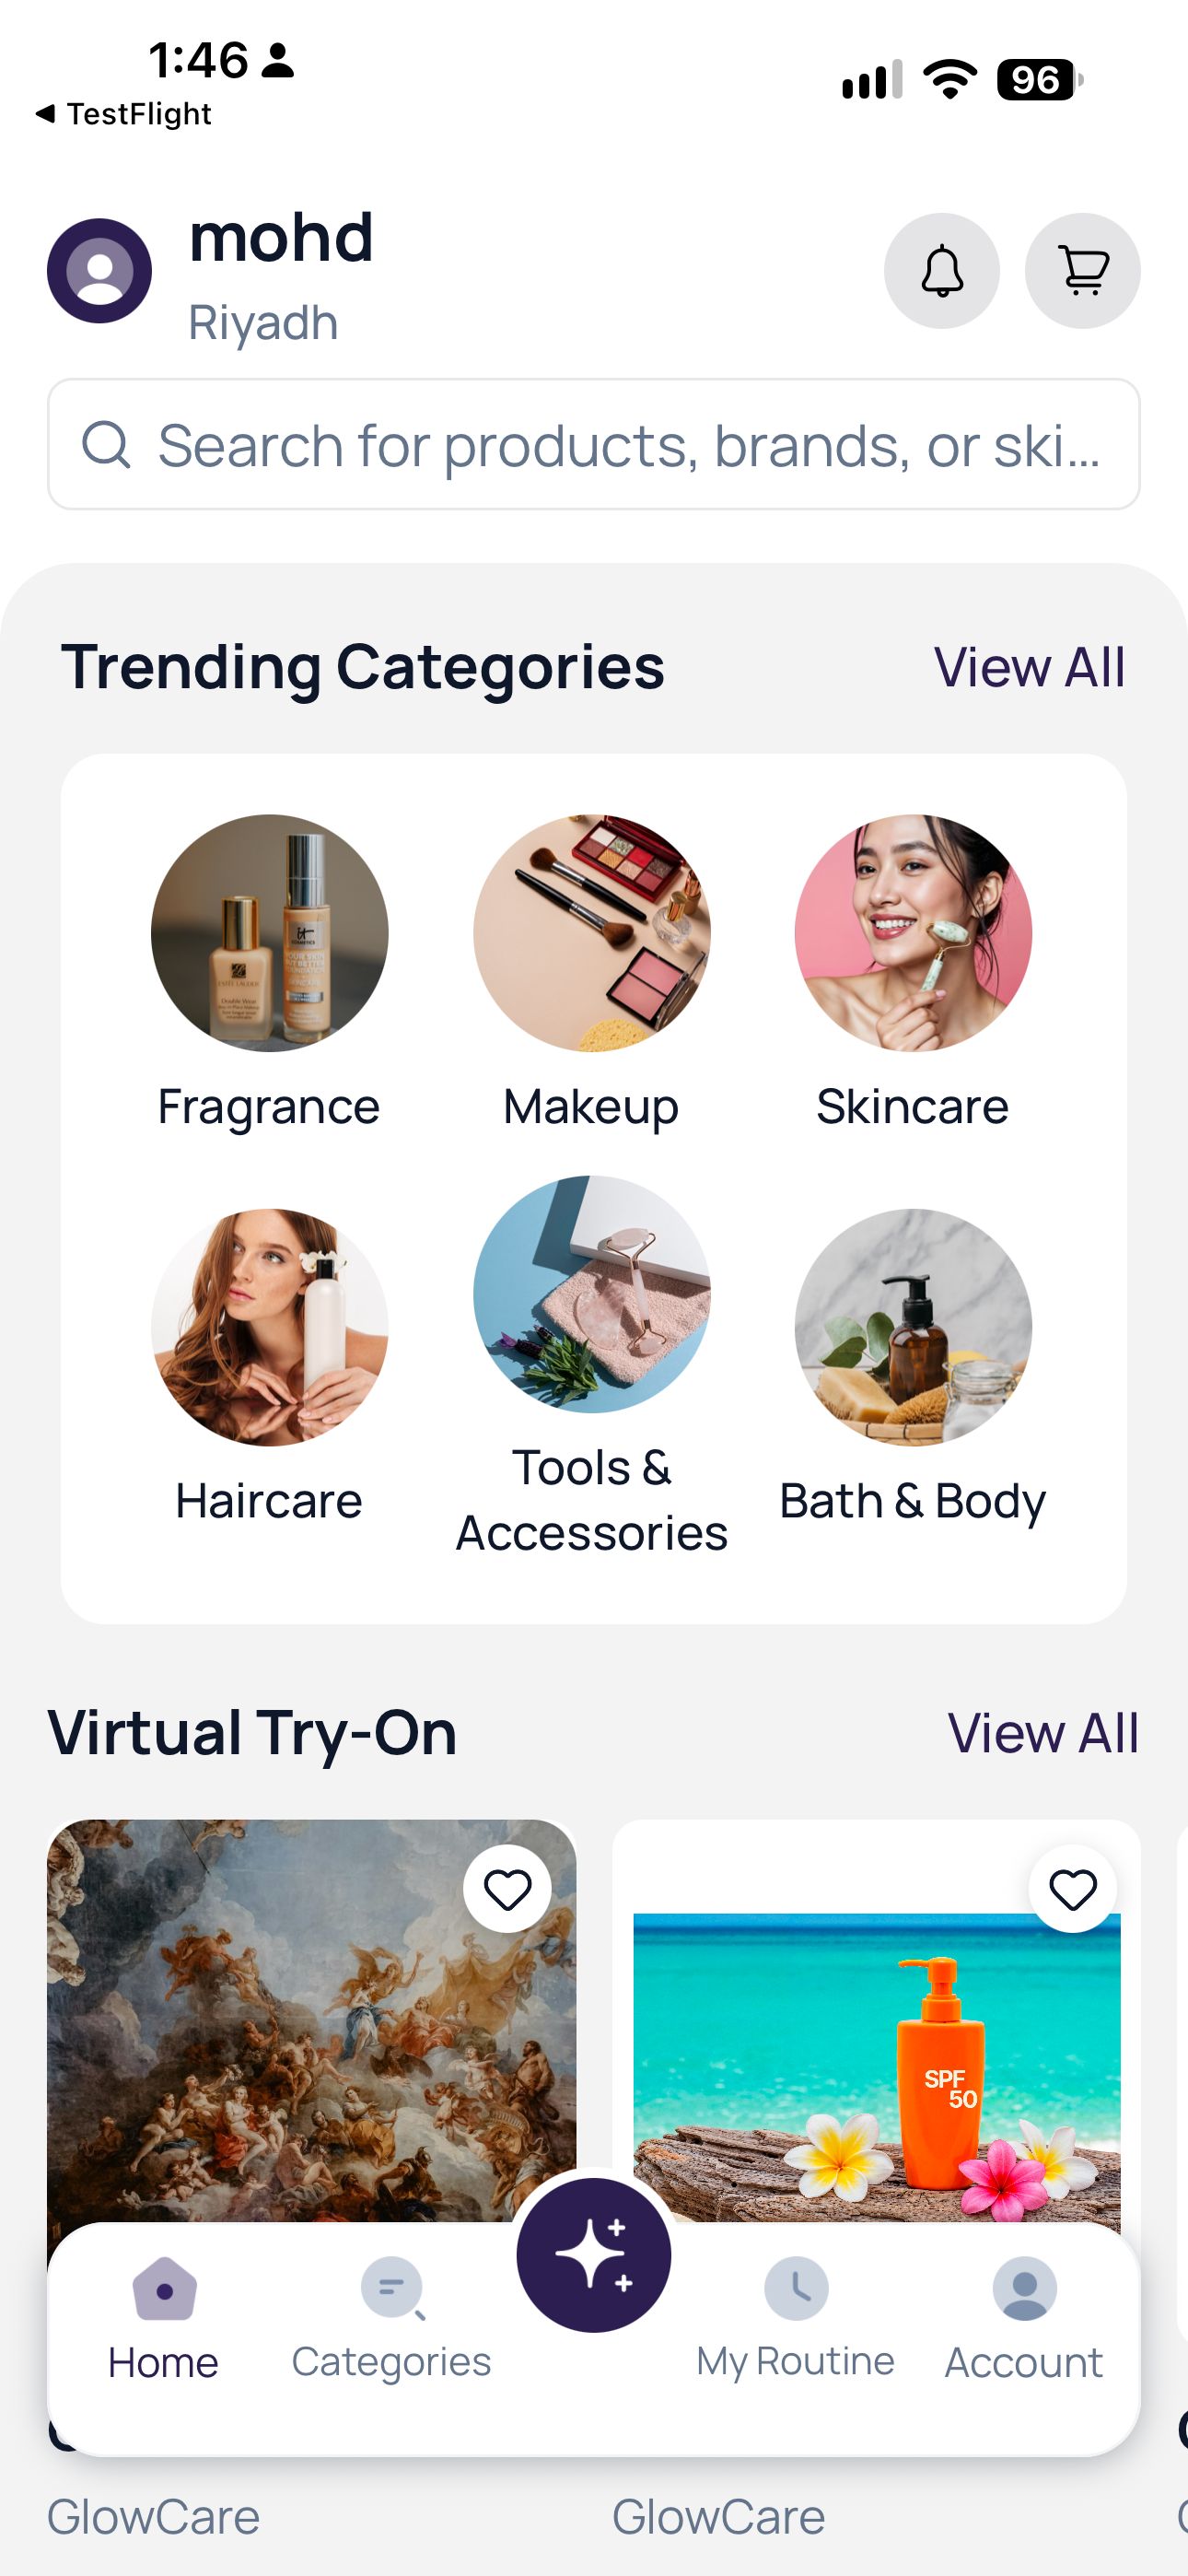 1:46
TestFlight
96
mohd
Riyadh
Search for products, brands, or ski...
Trending Categories
View All
Fragrance
Makeup
Skincare
Haircare
Tools &
Accessories
Bath & Body
Virtual Try-On
View All
SPF
50
Home
Categories
My Routine
Account
GlowCare
GlowCare